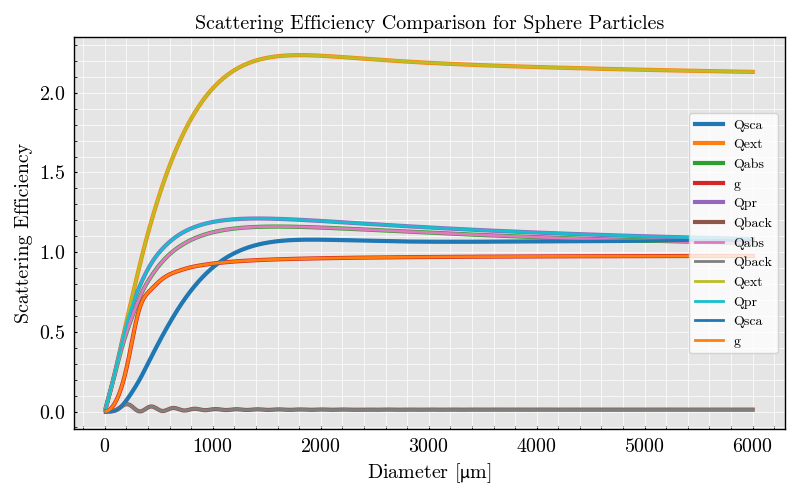 Scattering Efficiency Comparison for Sphere Particles
Scattering Efficiency
2.0
1.5
1.0
0.5
0.0
Qsca
Qext
Qabs
g
Qpr
Qback
Qabs
Qback
Qext
Qpr
Qsca
g
0 1000 2000 3000 4000 5000 6000
Diameter [μm]